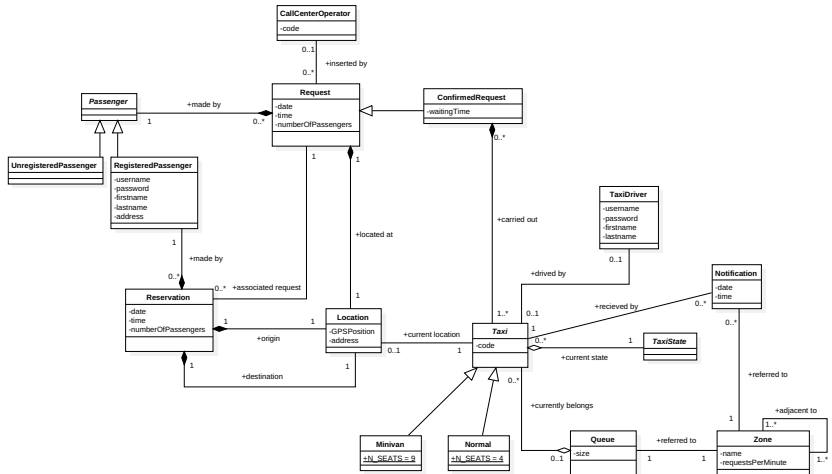 CallCenterOperator
-code
0..1
+inserted by
0..*
Request
-date
-time
-numberOfPassengers
ConfirmedRequest
-waitingTime
Passenger
+made by
1
0..*
0..*
UnregisteredPassenger
RegisteredPassenger
-username
-password
-firstname
-lastname
-address
1
1
TaxiDriver
-username
-password
-firstname
-lastname
+located at
+carried out
1
+made by
0..*
0..1
+drived by
Notification
-date
-time
Reservation
-date
-time
-numberOfPassengers
0..*
+associated request
1
Location
-GPSPosition
-address
1..*
0..1
Taxi
-code
1
+recieved by
0..*
0..*
1
+origin
1
+current location
0..1
1
0..*
+current state
1
TaxiState
1
+destination
1
0..*
+referred to
+currently belongs
+adjacent to
1..*
1..*
1
Minivan
+N_SEATS = 9
Normal
+N_SEATS = 4
0..1
Queue
-size
+referred to
1
1
Zone
-name
-requestsPerMinute